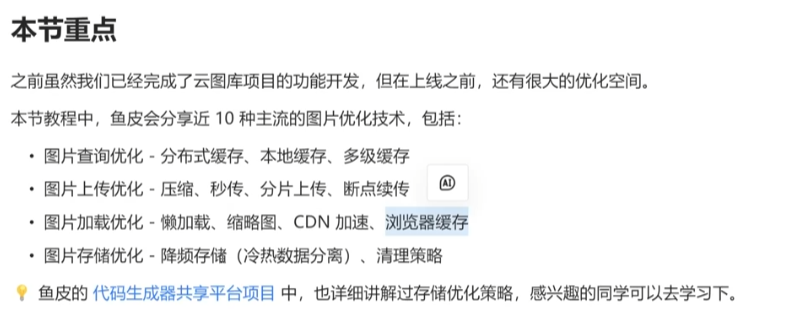 本节重点
之前虽然我们已经完成了云图库项目的功能开发，但在上线之前，还有很大的优化空间。
本节教程中，鱼皮会分享近 10 种主流的图片优化技术，包括：
• 图片查询优化 - 分布式缓存、本地缓存、多级缓存
• 图片上传优化 - 压缩、秒传、分片上传、断点续传
AI
• 图片加载优化 - 懒加载、缩略图、CDN 加速、浏览器缓存
• 图片存储优化 - 降频存储（冷热数据分离）、清理策略
💡 鱼皮的 代码生成器共享平台项目 中，也详细讲解过存储优化策略，感兴趣的同学可以去学习下。